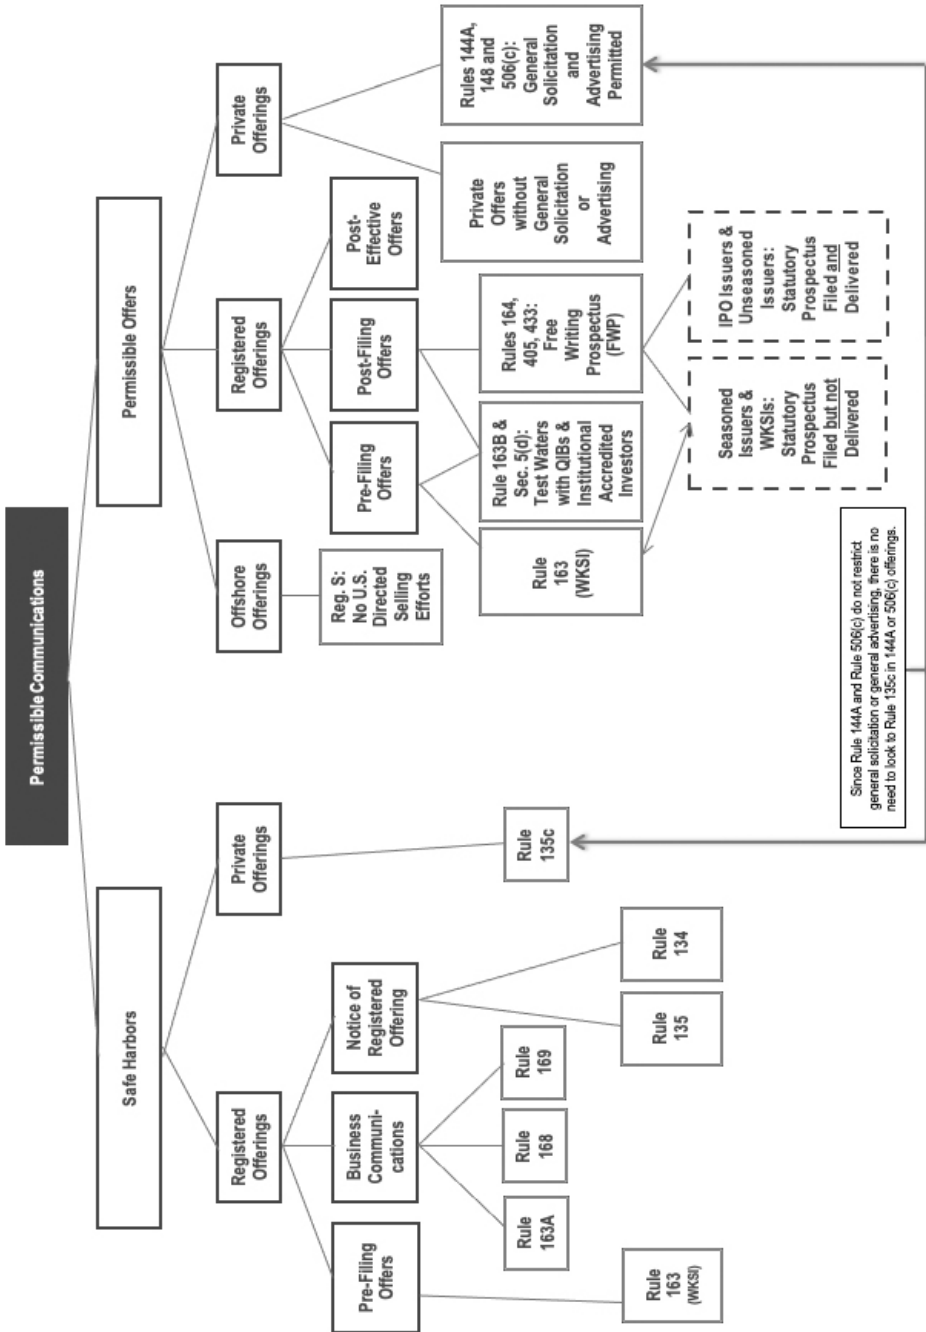 Permissible Communications
Safe Harbors
Permissible Offers
Registered
Offerings
Private
Offerings
Offshore
Offerings
Registered
Offerings
Private
Offerings
Pre-Filing
Offers
Business
Communi-
cations
Notice of
Registered
Offering
Reg. S:
No U.S.
Directed
Selling
Efforts
Pre-Filing
Offers
Post-Filing
Offers
Post-
Effective
Offers
Rule
163A
Rule
168
Rule
169
Rule
135c
Rule
163
(WKSI)
Rule 163B &
Sec. 5(d):
Test Waters
with QIBs &
Institutional
Accredited
Investors
Rules 164,
405, 433:
Free
Writing
Prospectus
(FWP)
Private
Offers
without
General
Solicitation
or
Advertising
Rules 144A,
148 and
506(c):
General
Solicitation
and
Advertising
Permitted
Rule
163
(WKSI)
Rule
135
Rule
134
Seasoned
Issuers &
WKSIs:
Statutory
Prospectus
Filed but not
Delivered
IPO Issuers &
Unseasoned
Issuers:
Statutory
Prospectus
Filed and
Delivered
Since Rule 144A and Rule 506(c) do not restrict
general solicitation or general advertising, there is no
need to look to Rule 135c in 144A or 506(c) offerings.